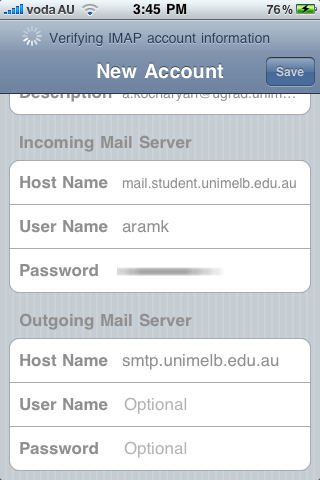 voda AU 3:45 PM 76%
Verifying IMAP account information
New Account Save
Description a.kocharyan@ugrad.unim...
Incoming Mail Server
Host Name mail.student.unimelb.edu.au
User Name aramk
Password
Outgoing Mail Server
Host Name smtp.unimelb.edu.au
User Name Optional
Password Optional